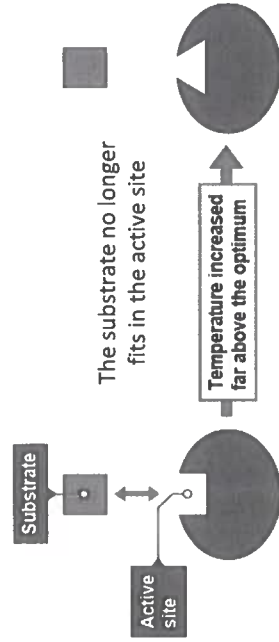 Substrate
Active
site
The substrate no longer
fits in the active site
Temperature increased
far above the optimum